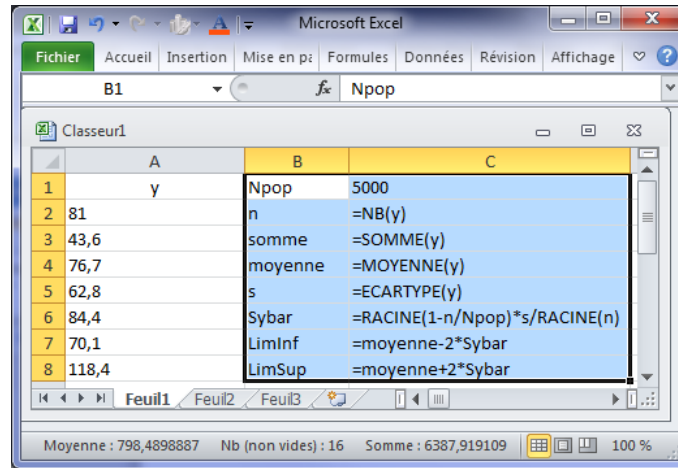 Microsoft Excel
Fichier Accueil Insertion Mise en pa Formules Données Révision Affichage
B1 fx Npop
Classeur1
A B C
1 y Npop 5000
2 81 n =NB(y)
3 43,6 somme =SOMME(y)
4 76,7 moyenne =MOYENNE(y)
5 62,8 s =ECARTYPE(y)
6 84,4 Sybar =RACINE(1-n/Npop)*s/RACINE(n)
7 70,1 LimInf =moyenne-2*Sybar
8 118,4 LimSup =moyenne+2*Sybar
Feuil1 Feuil2 Feuil3
Moyenne : 798,4898887 Nb (non vides) : 16 Somme : 6387,919109 100 %